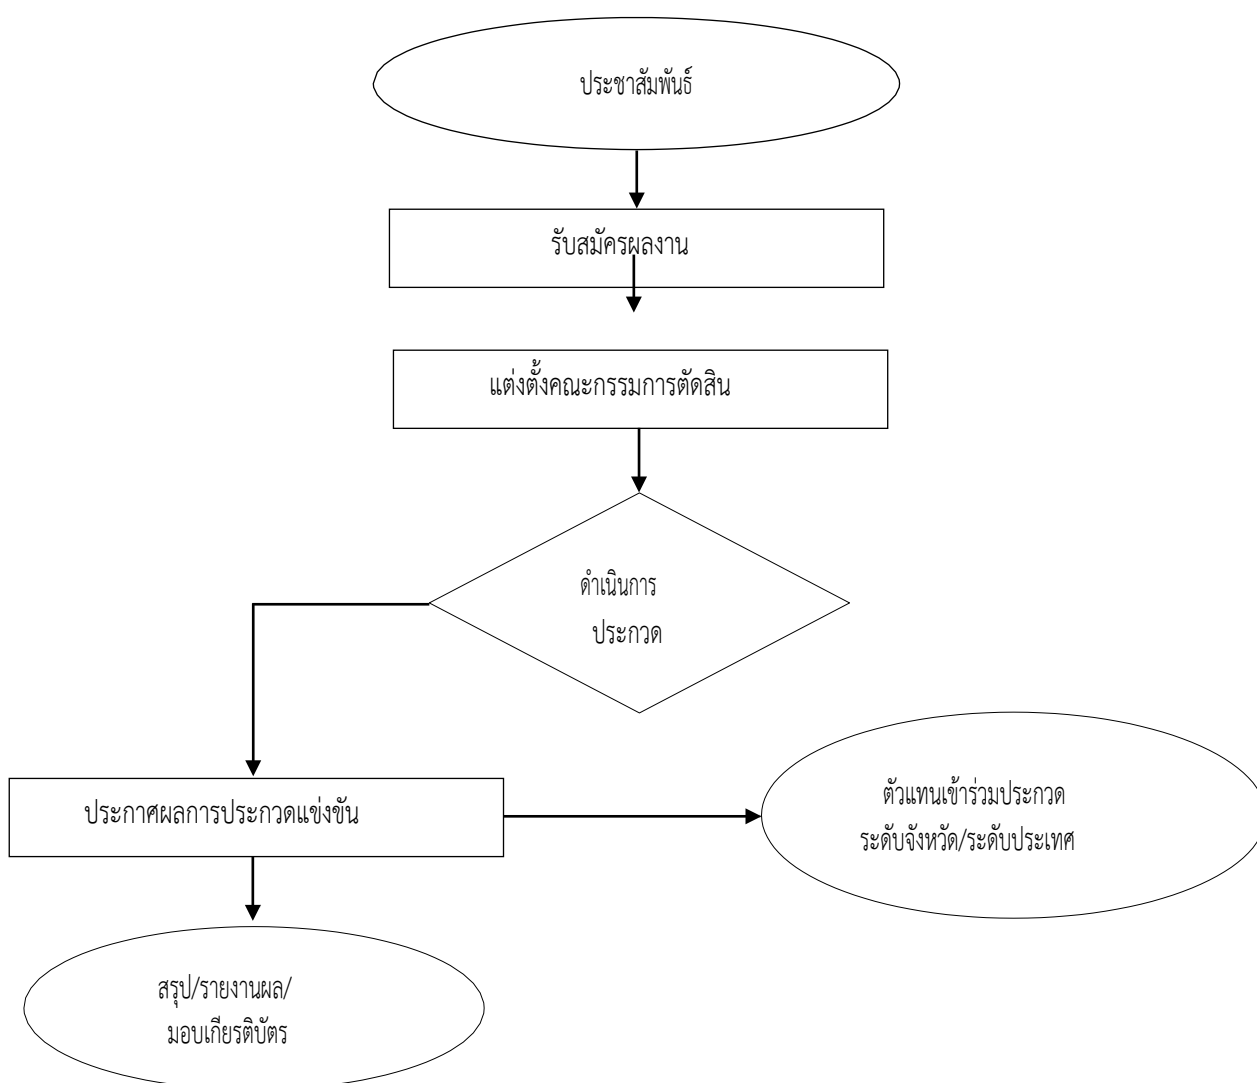 ประชาสัมพันธ์
รับสมัครผลงาน
แต่งตั้งคณะกรรมการตัดสิน
ดำเนินการ
ประกวด
ประกาศผลการประกวดแข่งขัน
ตัวแทนเข้าร่วมประกวด
ระดับจังหวัด/ระดับประเทศ
สรุป/รายงานผล/
มอบเกียรติบัตร